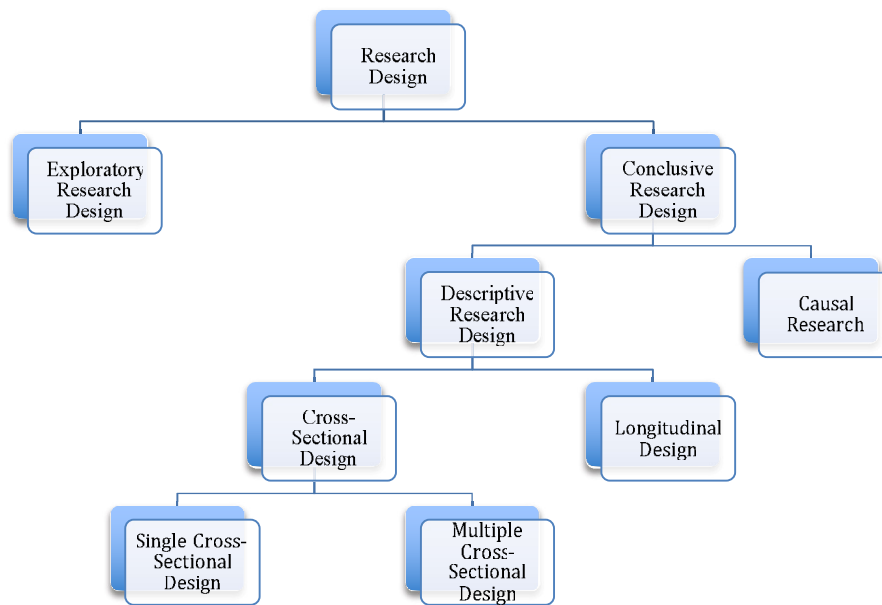 Research
Design
Exploratory
Research
Design
Conclusive
Research
Design
Descriptive
Research
Design
Causal
Research
Cross-
Sectional
Design
Longitudinal
Design
Single Cross-
Sectional
Design
Multiple
Cross-
Sectional
Design